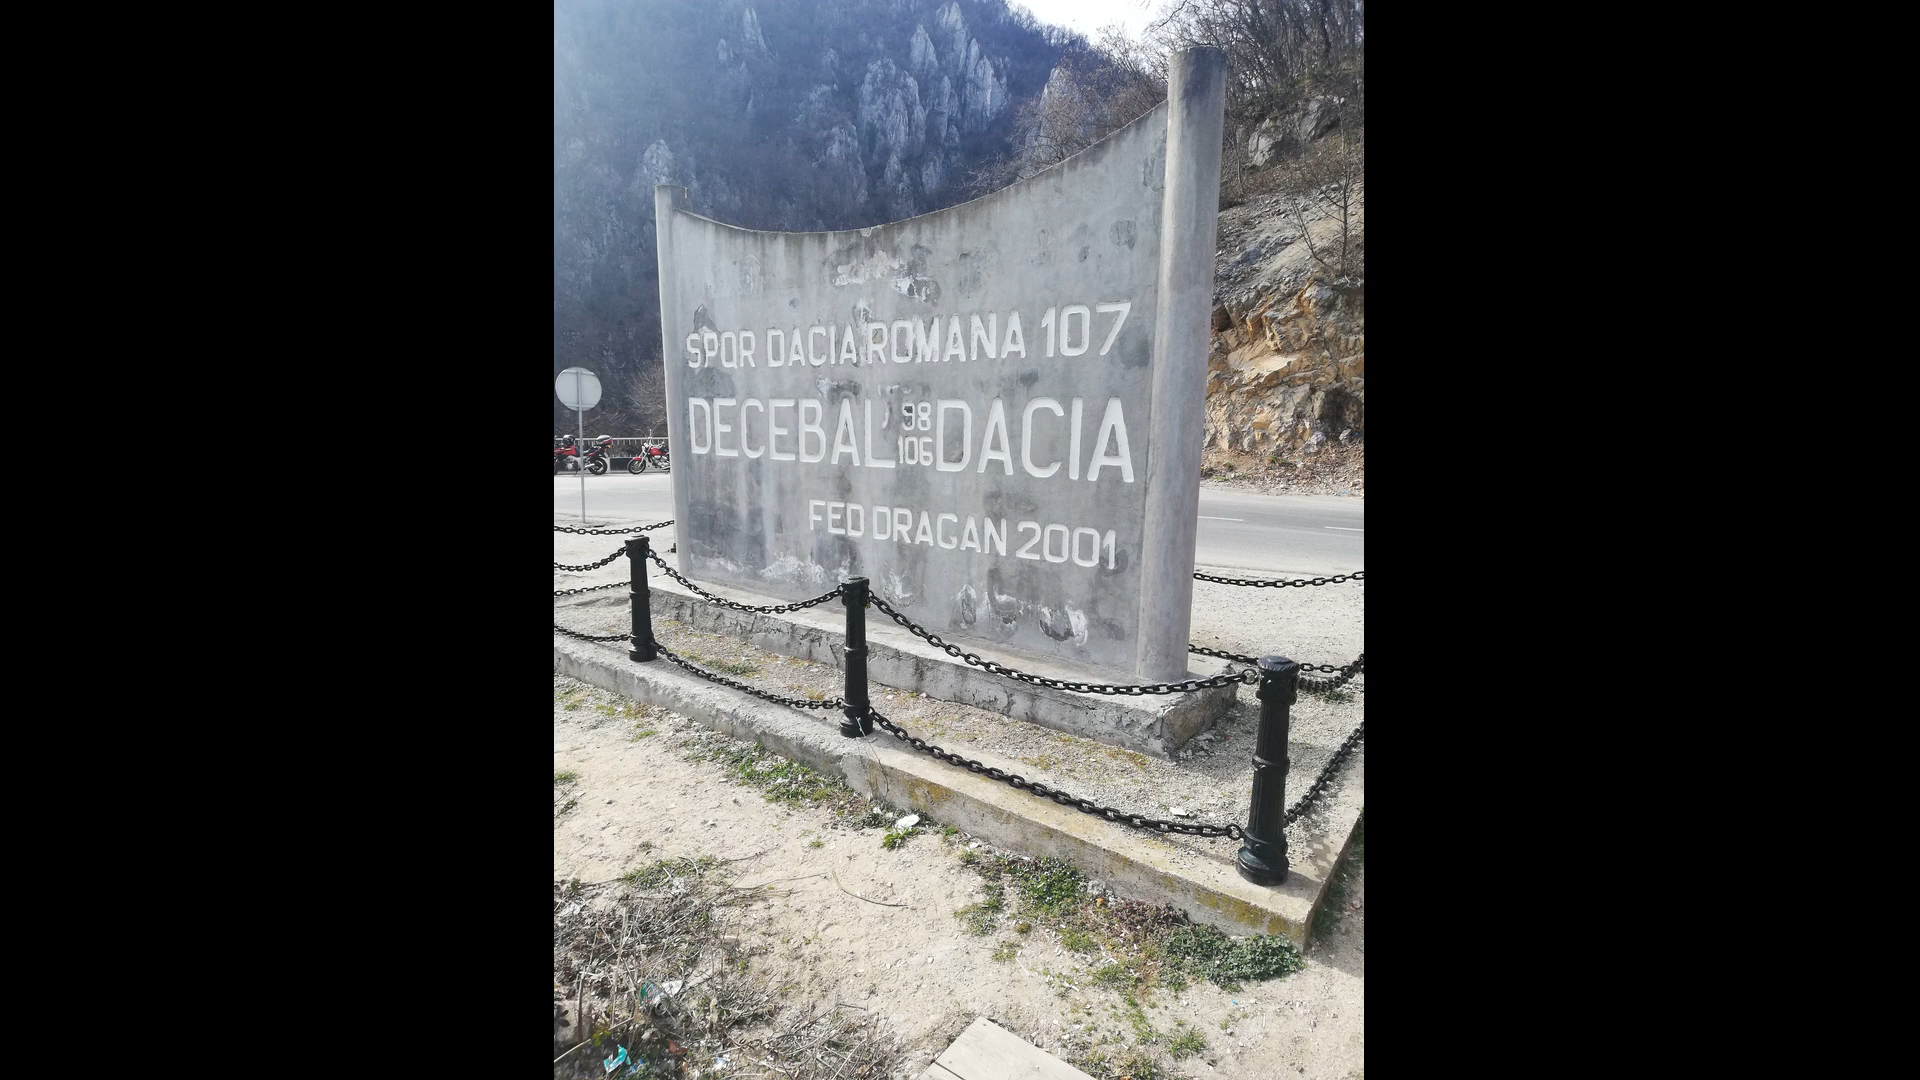 SPQR DACIA ROMANA 107
DECEBAL 98 106 DACIA
FED DRAGAN 2001